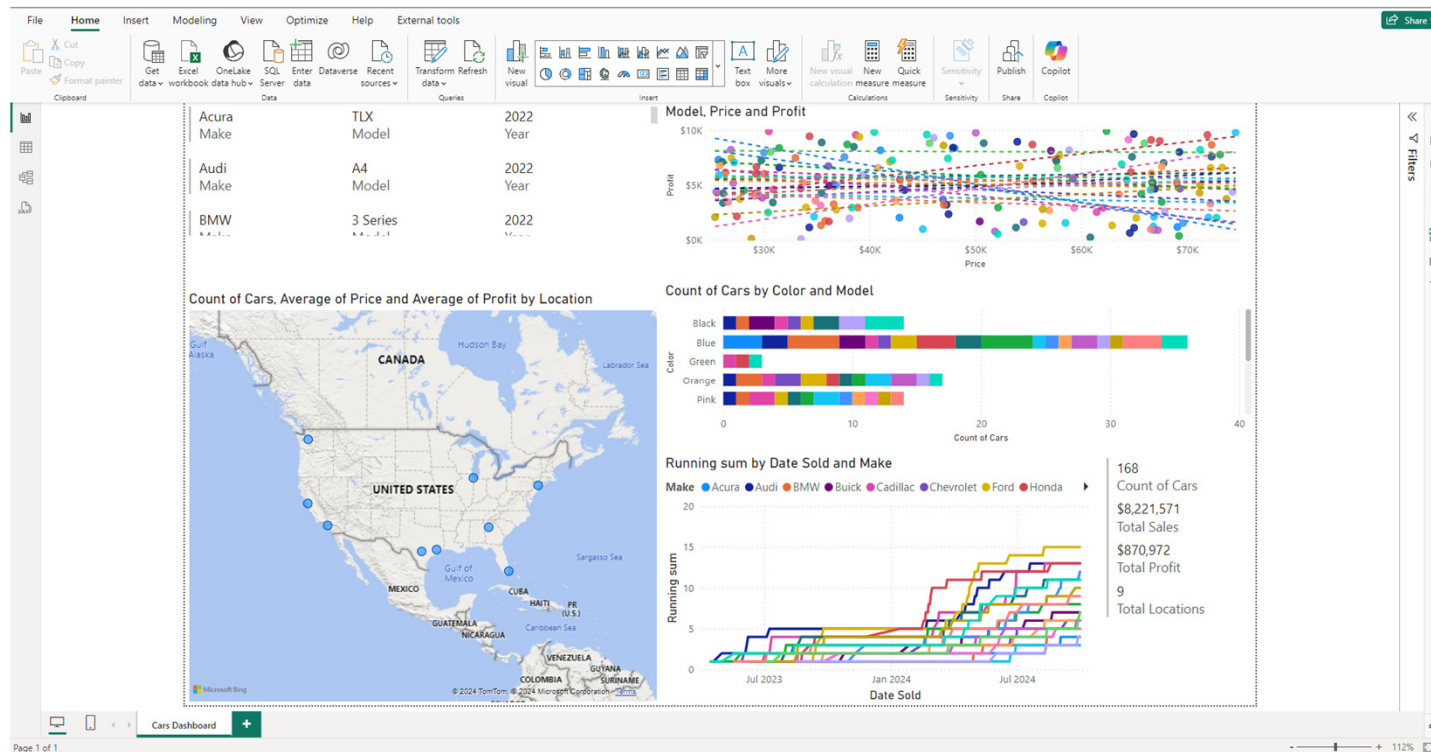 File Home Insert Modeling View Optimize Help External tools
Share
Paste
Cut
Copy
Format painter
Clipboard
Get data
Excel workbook
OneLake data hub
SQL Server
Enter data
Dataverse
Recent sources
Data
Transform data
Refresh
Queries
New visual
Text box
More visuals
Insert
New visual calculation
New measure
Quick measure
Calculations
Sensitivity
Sensitivity
Publish
Share
Copilot
Copilot
Filters
Acura TLX 2022
Make Model Year
Audi A4 2022
Make Model Year
BMW 3 Series 2022
Make Model Year
Model, Price and Profit
$10K
$5K
$0K
Profit
$30K $40K $50K $60K $70K
Price
Count of Cars, Average of Price and Average of Profit by Location
Gulf
Alaska
CANADA
Hudson Bay
Labrador Sea
UNITED STATES
Sargasso Sea
Gulf of
Mexico
MEXICO
CUBA
HAITI
PR
(U.S.)
GUATEMALA
NICARAGUA
Caribbean Sea
VENEZUELA
GUYANA
COLOMBIA
SURINAME
Microsoft Bing
© 2024 TomTom, © 2024 Microsoft Corporation Terms
Count of Cars by Color and Model
Color
Black
Blue
Green
Orange
Pink
0 10 20 30 40
Count of Cars
Running sum by Date Sold and Make
Make Acura Audi BMW Buick Cadillac Chevrolet Ford Honda
20
15
10
5
0
Running sum
Jul 2023 Jan 2024 Jul 2024
Date Sold
168
Count of Cars
$8,221,571
Total Sales
$870,972
Total Profit
9
Total Locations
Cars Dashboard
Page 1 of 1
- + 112%